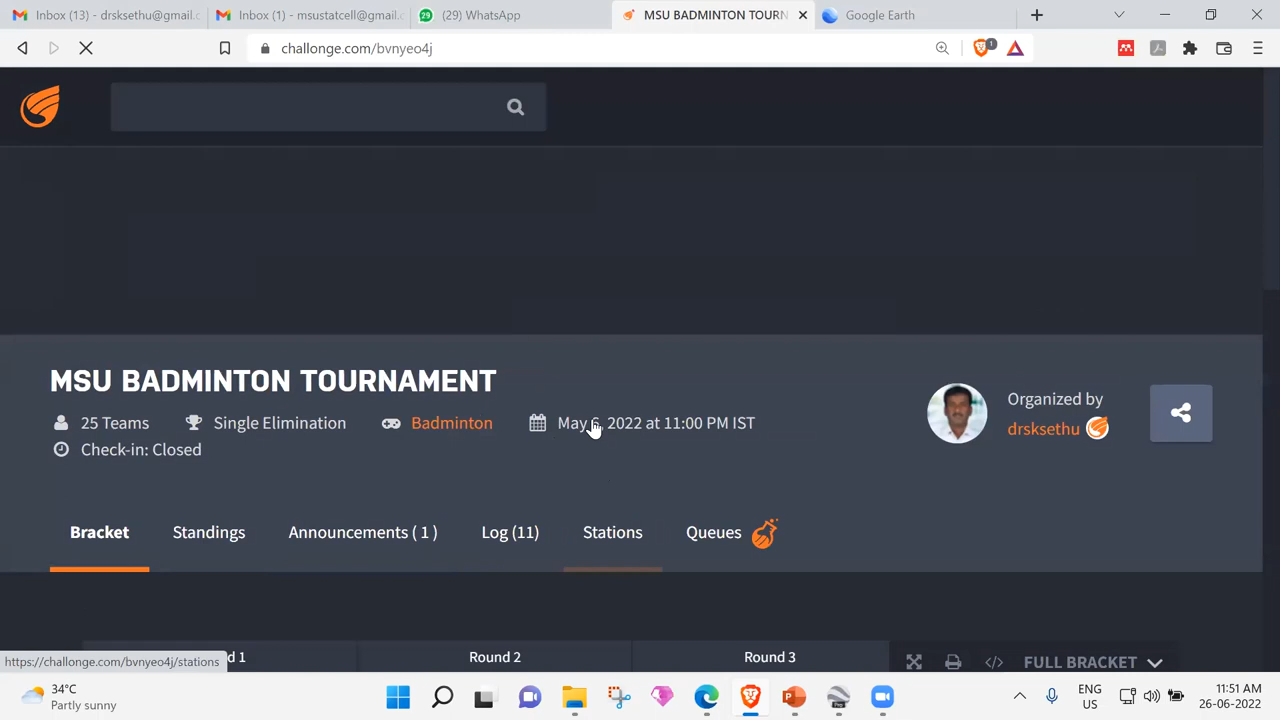 Inbox (13) - drsksethu@gmail.c
Inbox (1) - msustatcell@gmail.c
29
(29) WhatsApp
MSU BADMINTON TOURN
Google Earth
challonge.com/bvnyeo4j
1
MSU BADMINTON TOURNAMENT
25 Teams
Single Elimination
Badminton
May 6, 2022 at 11:00 PM IST
Check-in: Closed
Organized by
drsksethu
Bracket
Standings
Announcements ( 1 )
Log (11)
Stations
Queues
d 1
Round 2
Round 3
FULL BRACKET
https://challonge.com/bvnyeo4j/stations
34°C
Partly sunny
ENG
US
11:51 AM
26-06-2022